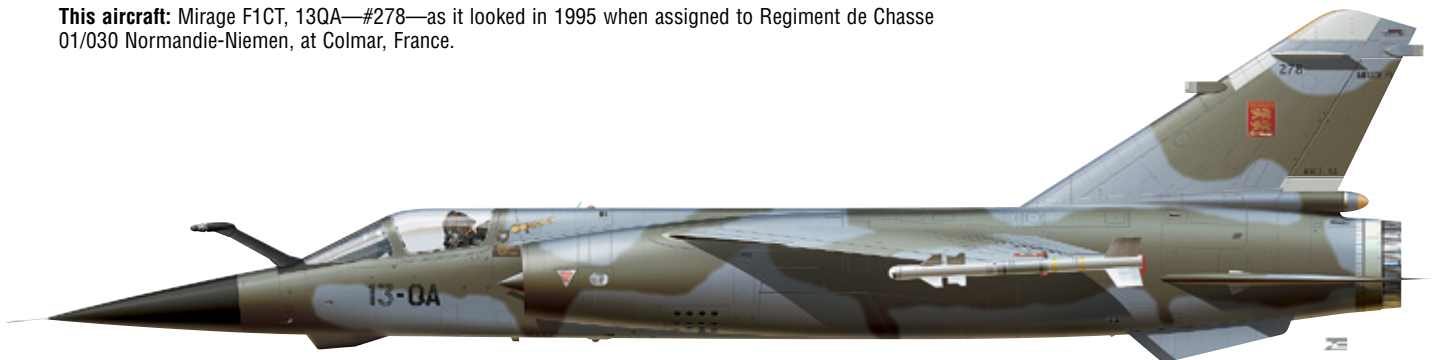 This aircraft: Mirage F1CT, 13QA—#278—as it looked in 1995 when assigned to Regiment de Chasse
01/030 Normandie-Niemen, at Colmar, France.
278
13-QA